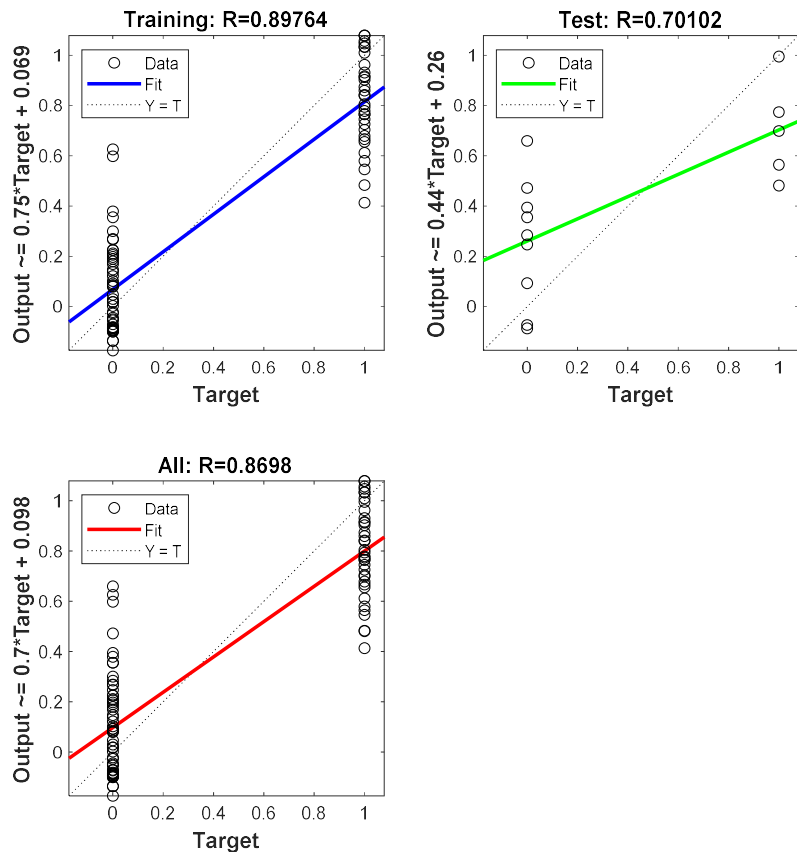 Training: R=0.89764
Output ~= 0.75*Target + 0.069
1
0.8
0.6
0.4
0.2
0
Data
Fit
Y = T
0 0.2 0.4 0.6 0.8 1
Target
Test: R=0.70102
Output ~= 0.44*Target + 0.26
1
0.8
0.6
0.4
0.2
0
Data
Fit
Y = T
0 0.2 0.4 0.6 0.8 1
Target
All: R=0.8698
Output ~= 0.7*Target + 0.098
1
0.8
0.6
0.4
0.2
0
Data
Fit
Y = T
0 0.2 0.4 0.6 0.8 1
Target